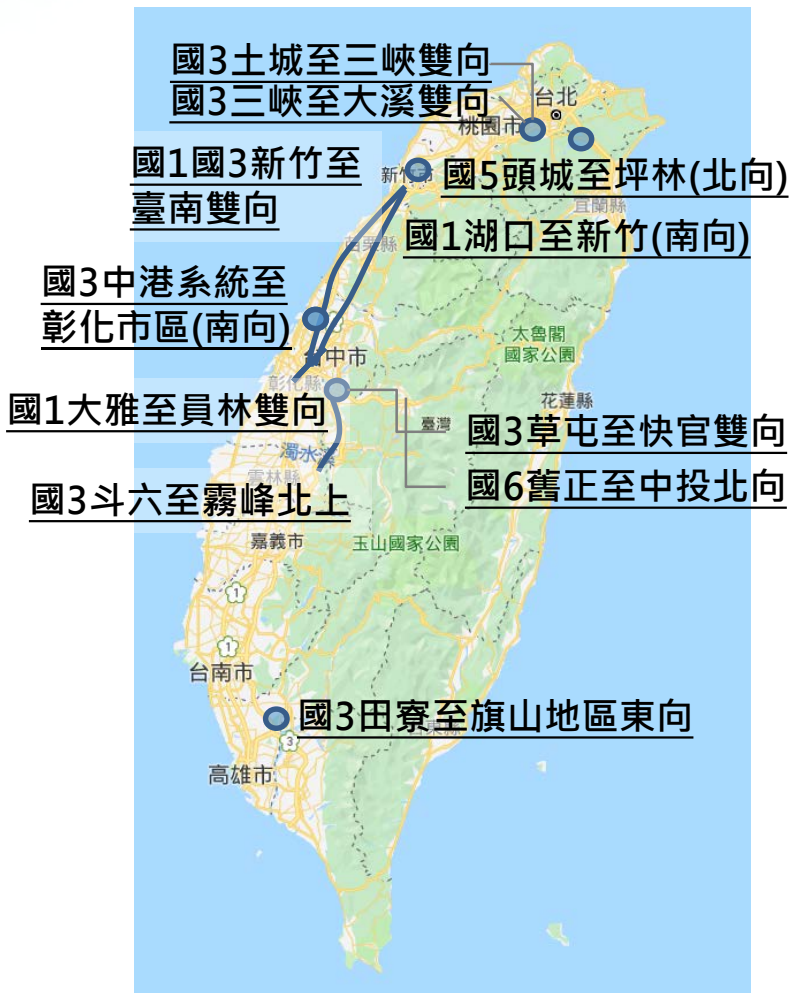 國3土城至三峽雙向
國3三峽至大溪雙向
台北
桃園市
國1國3新竹至
臺南雙向
新竹市
國5頭城至坪林(北向)
宜蘭縣
國1湖口至新竹(南向)
苗栗縣
國3中港系統至
彰化市區(南向)
太魯閣
國家公園
台中市
彰化縣
花蓮縣
國1大雅至員林雙向
臺灣
國3草屯至快官雙向
濁水溪
雲林縣
國6舊正至中投北向
國3斗六至霧峰北上
嘉義市
玉山國家公園
1
1
台南市
國3田寮至旗山地區東向
台東縣
3
高雄市